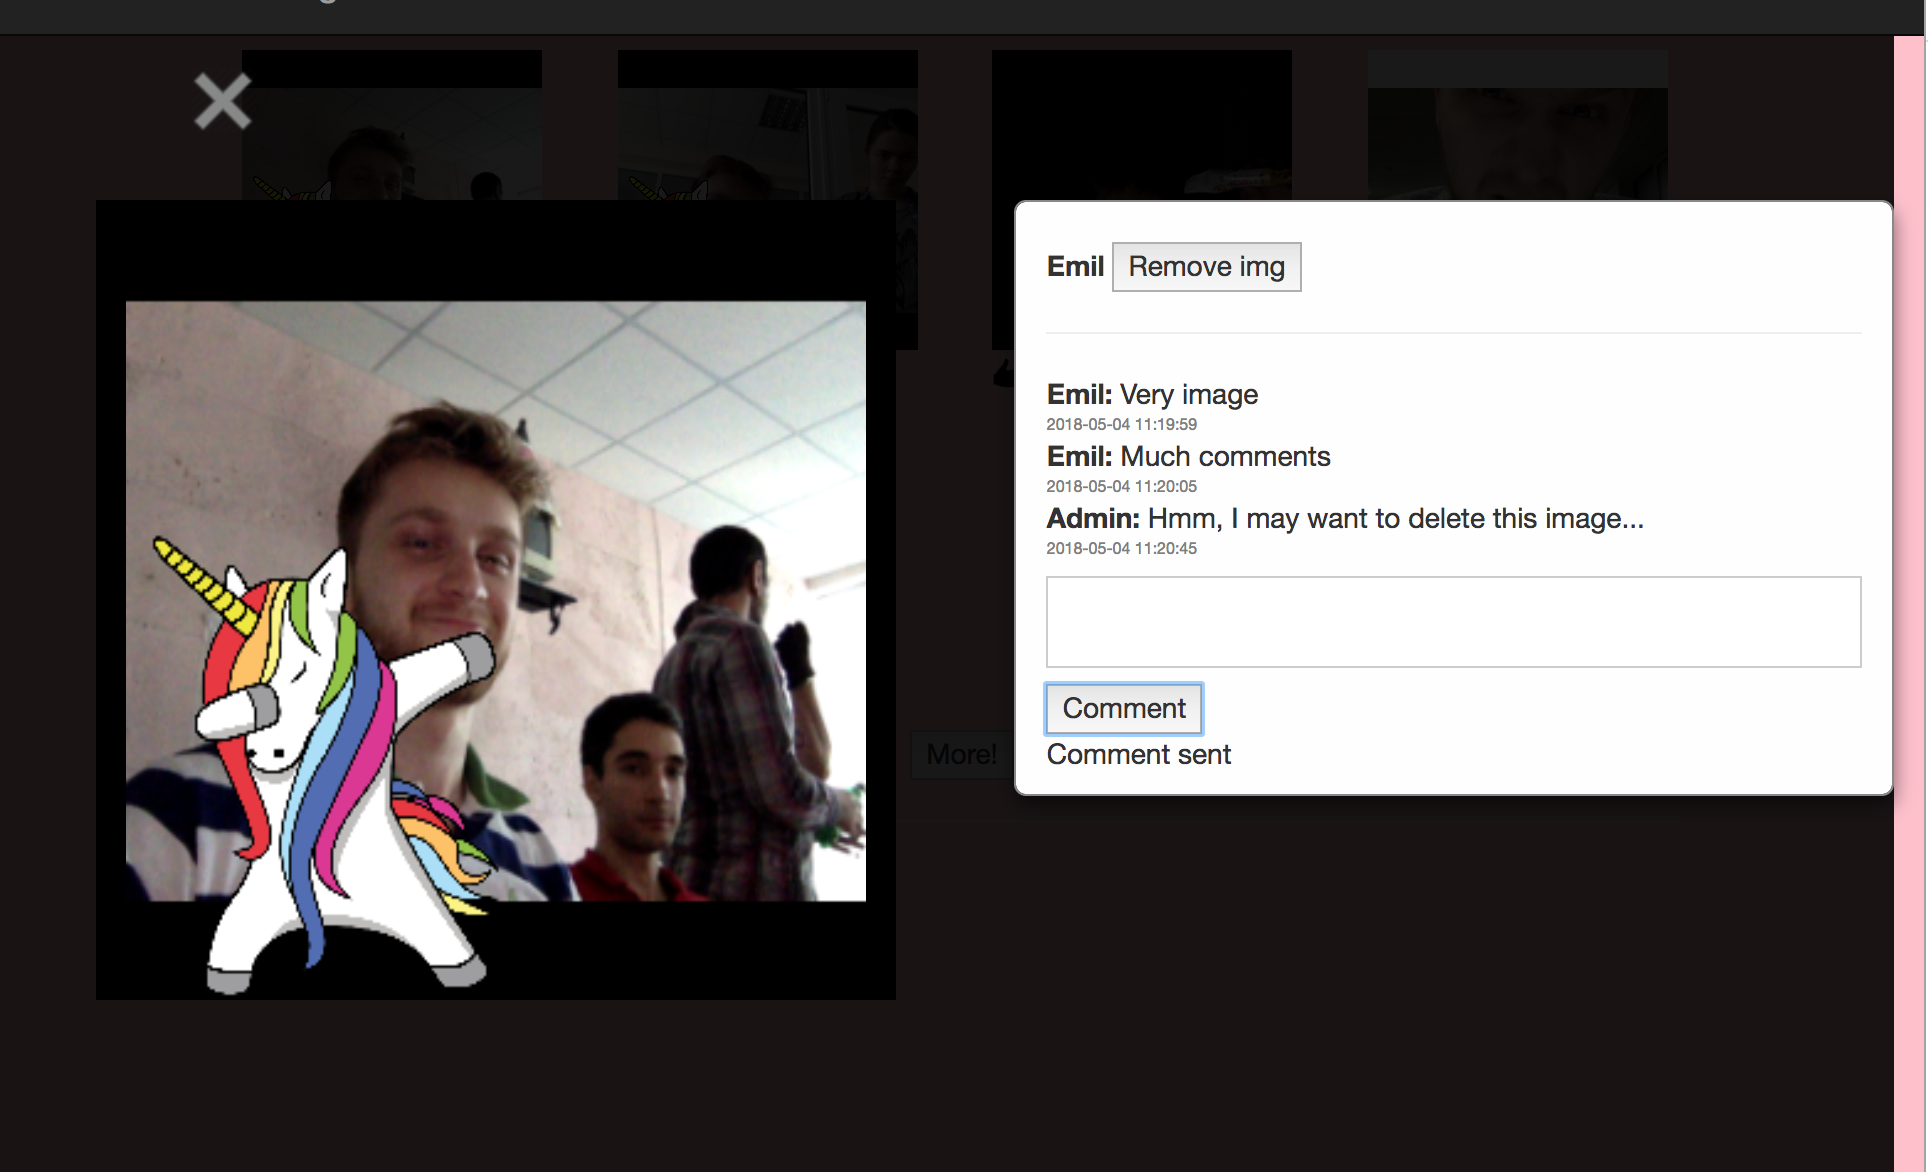 Emil Remove img
Emil: Very image
2018-05-04 11:19:59
Emil: Much comments
2018-05-04 11:20:05
Admin: Hmm, I may want to delete this image...
2018-05-04 11:20:45
Comment
More!
Comment sent